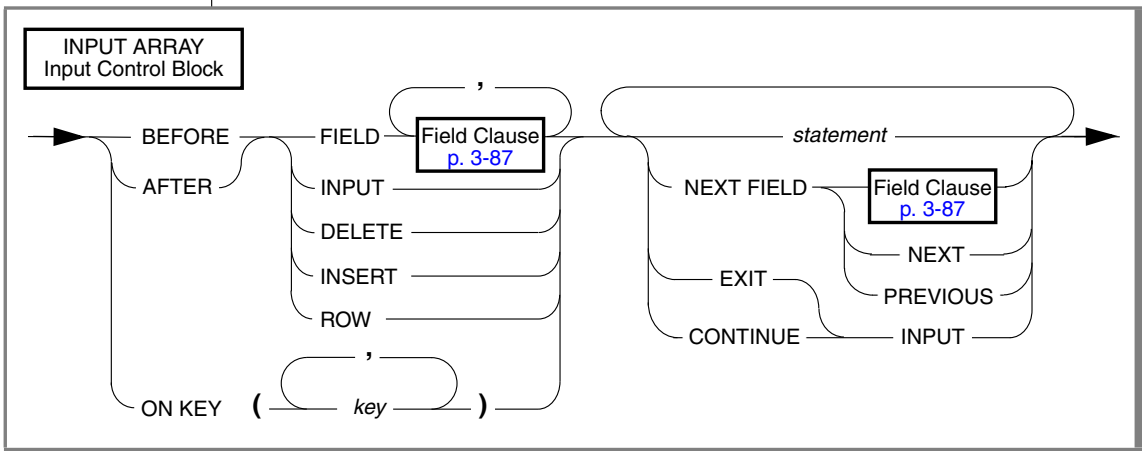 INPUT ARRAY
Input Control Block
,
,
BEFORE FIELD Field Clause statement
p. 3-87
AFTER INPUT NEXT FIELD Field Clause
p. 3-87
DELETE
NEXT
INSERT EXIT
PREVIOUS
ROW
CONTINUE INPUT
,
ON KEY ( key )